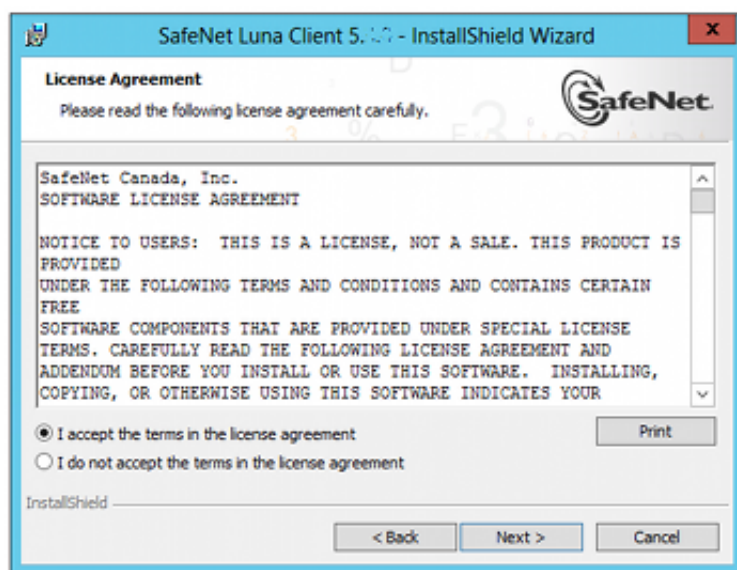 SafeNet Luna Client 5. - InstallShield Wizard
x
License Agreement
Please read the following license agreement carefully.
SafeNet.
SafeNet Canada, Inc.
SOFTWARE LICENSE AGREEMENT
NOTICE TO USERS:  THIS IS A LICENSE, NOT A SALE. THIS PRODUCT IS
PROVIDED
UNDER THE FOLLOWING TERMS AND CONDITIONS AND CONTAINS CERTAIN
FREE
SOFTWARE COMPONENTS THAT ARE PROVIDED UNDER SPECIAL LICENSE
TERMS. CAREFULLY READ THE FOLLOWING LICENSE AGREEMENT AND
ADDENDUM BEFORE YOU INSTALL OR USE THIS SOFTWARE.  INSTALLING,
COPYING, OR OTHERWISE USING THIS SOFTWARE INDICATES YOUR
I accept the terms in the license agreement
Print
I do not accept the terms in the license agreement
InstallShield
< Back
Next >
Cancel